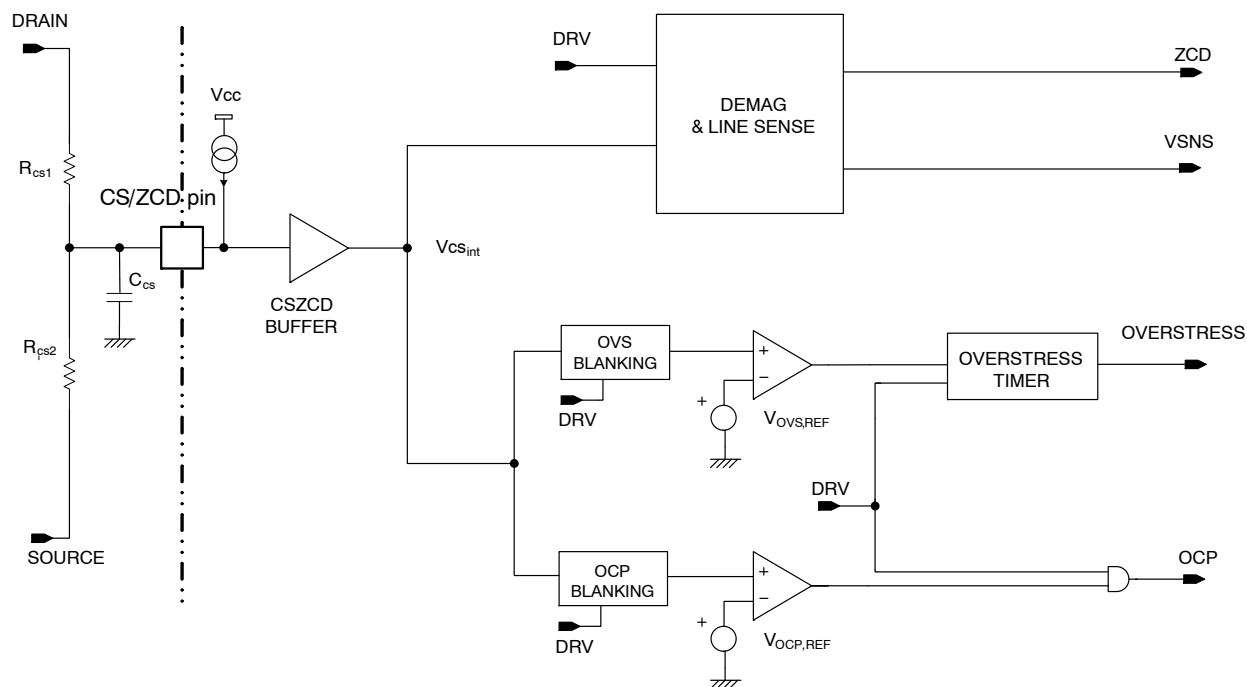 DRAIN
DRV
ZCD
Vcc
DEMAG
& LINE SENSE
VSNS
Rcs1
CS/ZCD pin
Vcsint
Ccs
CSZCD
BUFFER
OVS
BLANKING
OVERSTRESS
Rcs2
OVERSTRESS
TIMER
+
−
+
DRV
VOVS,REF
DRV
SOURCE
OCP
BLANKING
OCP
+
−
+
DRV
VOCP,REF